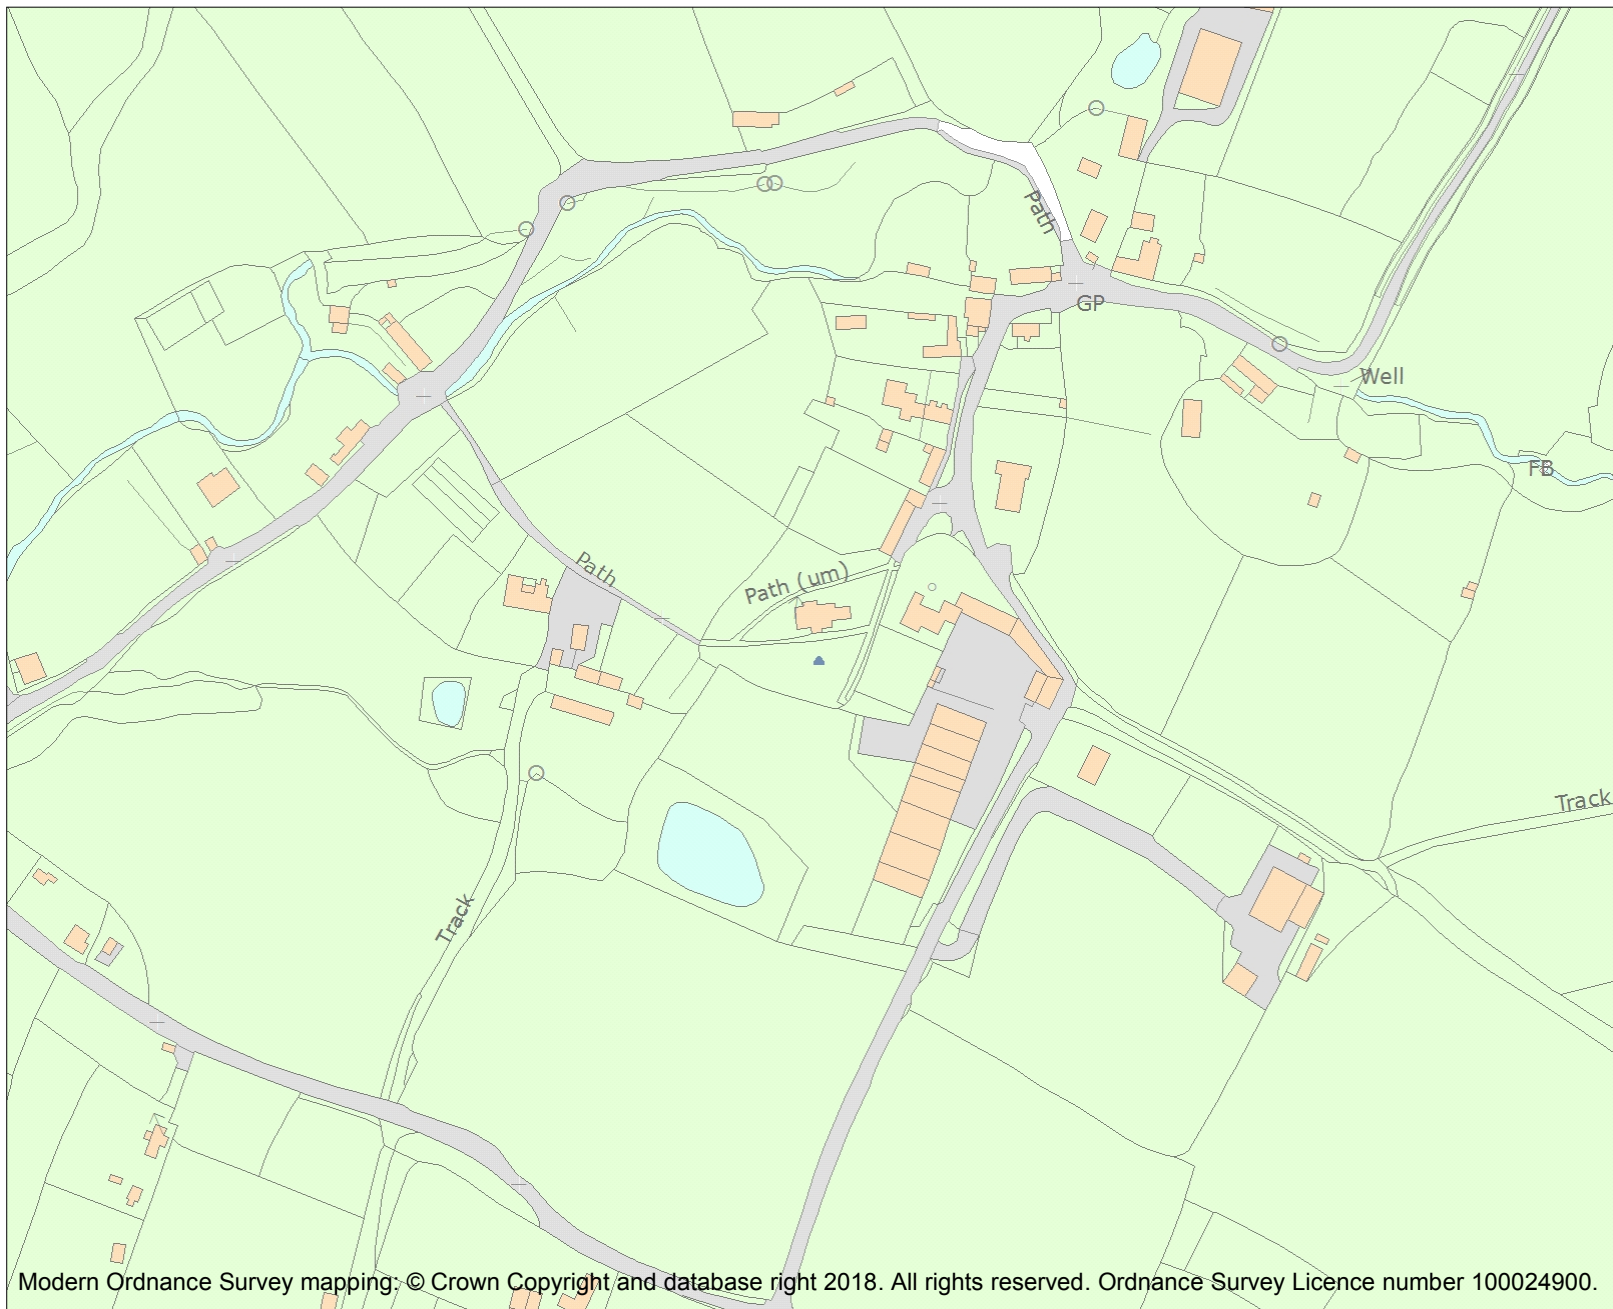 Path
GP
Well
FB
Path
Path (um)
Track
Track
Modern Ordnance Survey mapping: © Crown Copyright and database right 2018. All rights reserved. Ordnance Survey Licence number 100024900.